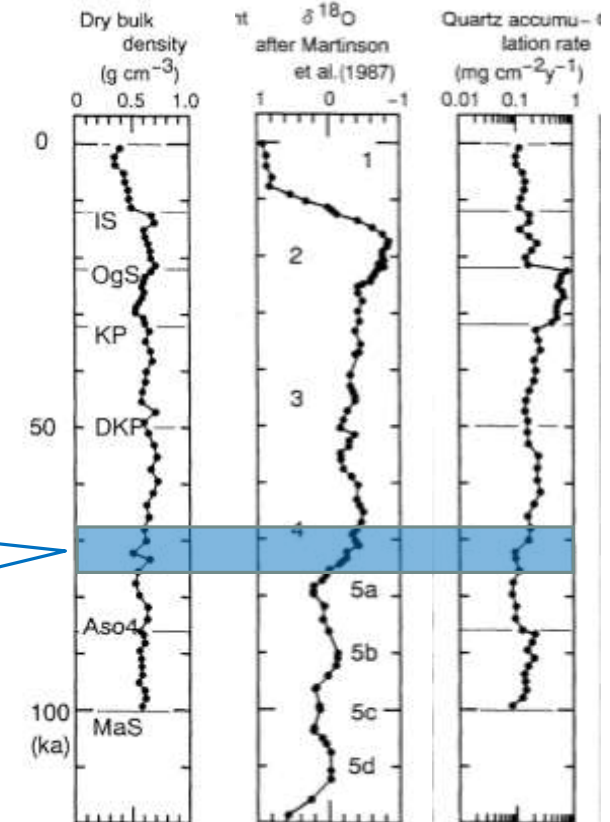 Dry bulk
density
(g cm−3)
0 0.5 1.0
δ 18O
after Martinson
et al.(1987)
1 0 −1
Quartz accumu−
lation rate
(mg cm−2y−1)
0.01 0.1 1
0
IS
OgS
KP
50
DKP
Aso4
100
MaS
(ka)
1
2
3
4
5a
5b
5c
5d